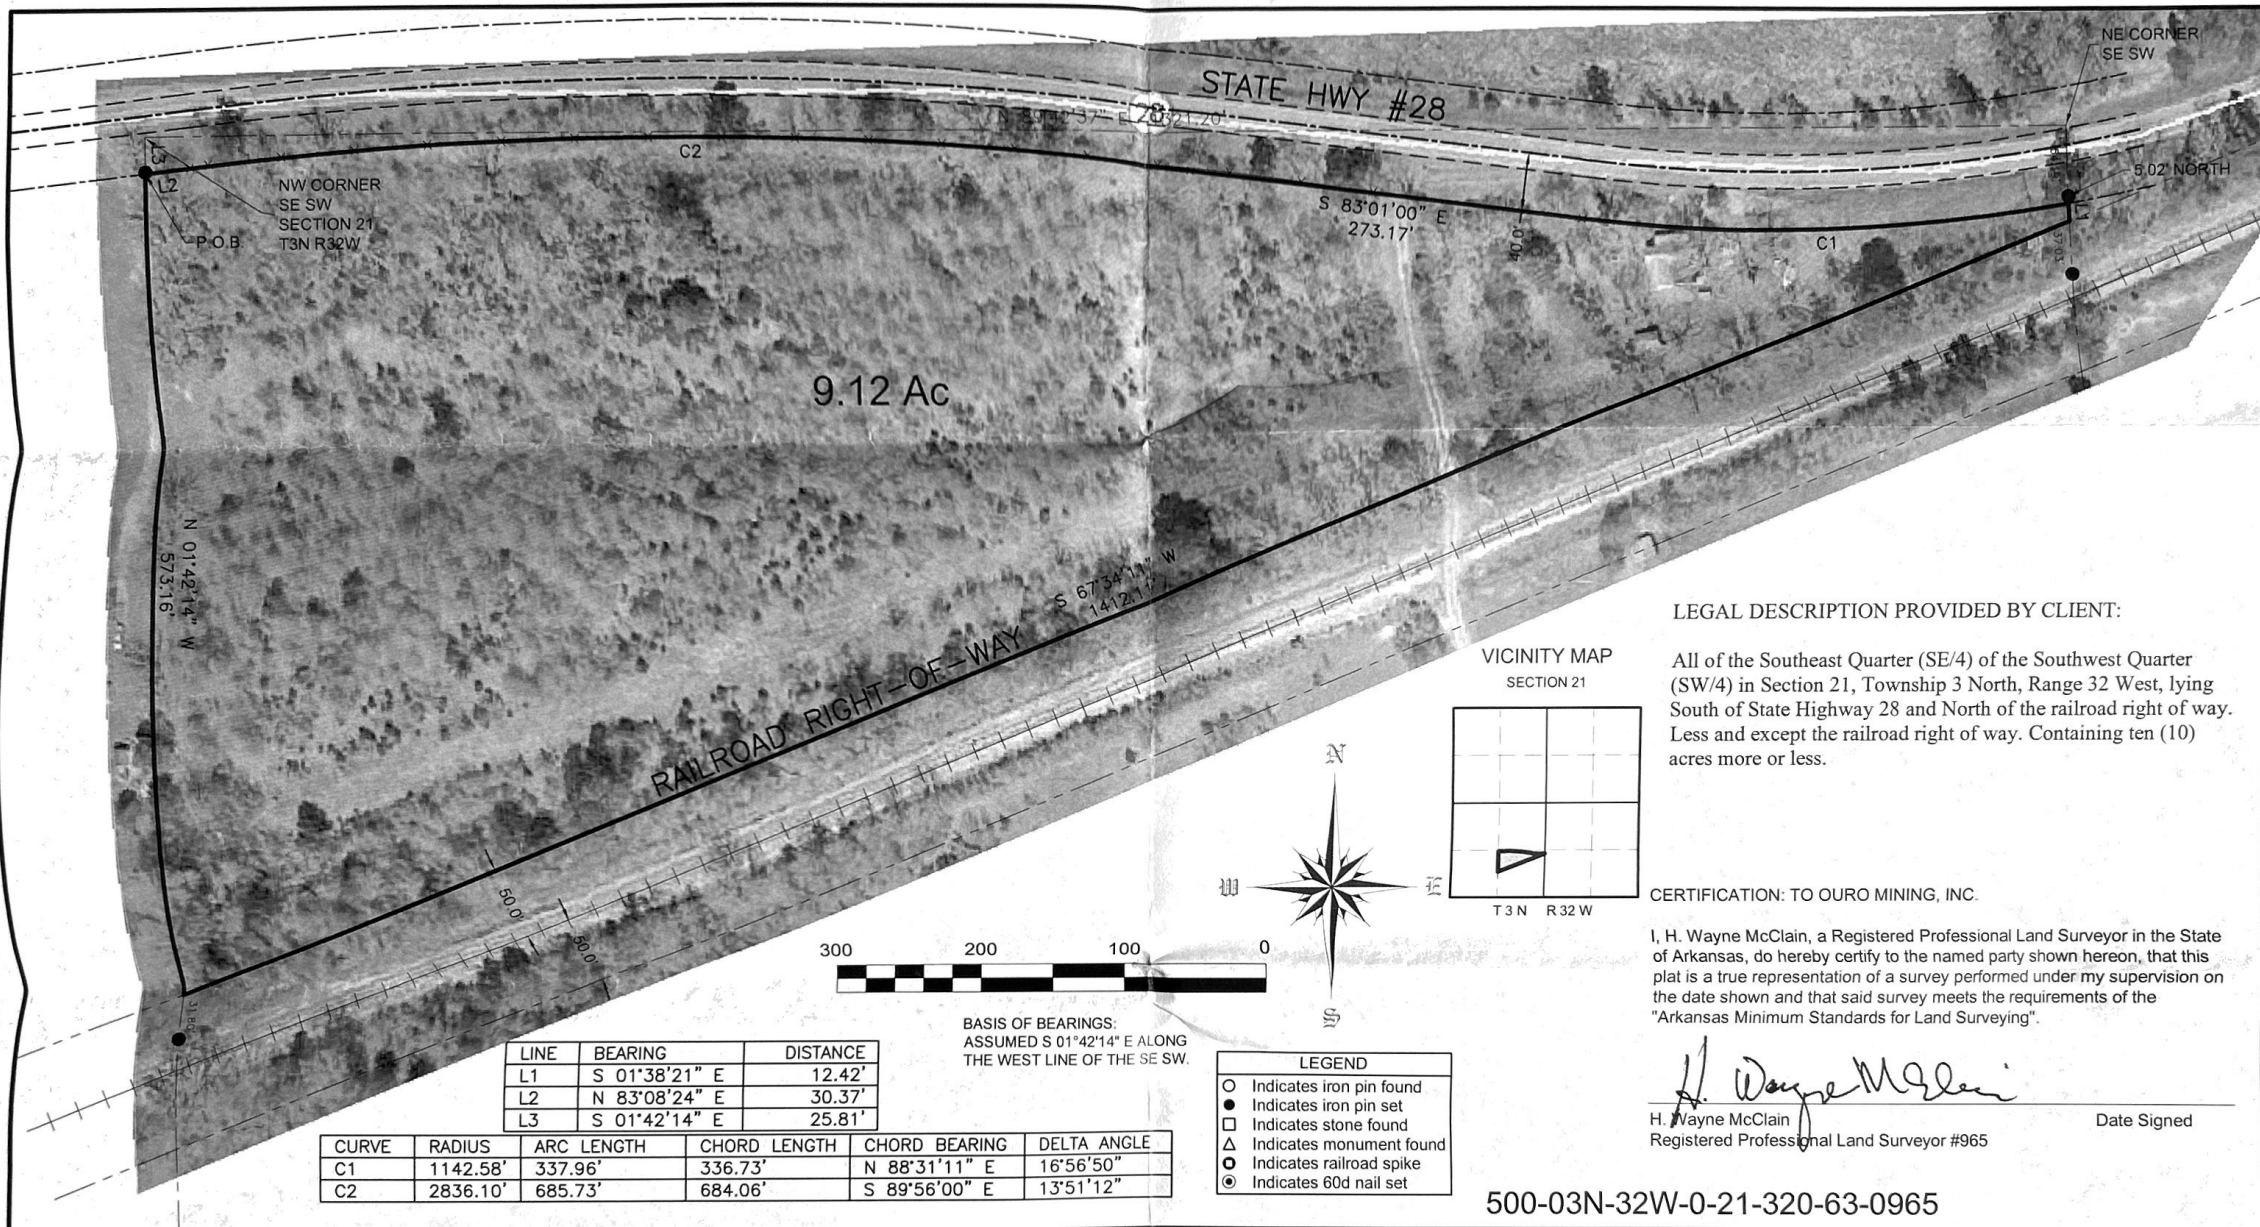 NE CORNER
SE SW
STATE HWY #28
28
C2
L3
L2
NW CORNER
SE SW
SECTION 21
T3N R32W
P.O.B.
S 83°01'00" E
273.17'
40.0'
5.02' NORTH
L1
37.03'
C1
9.12 Ac
N 01°42'14" W
573.16'
S 67°34'11" W
1412.11'
RAILROAD RIGHT-OF-WAY
50.0'
50.0'
31.80'
LEGAL DESCRIPTION PROVIDED BY CLIENT:
All of the Southeast Quarter (SE/4) of the Southwest Quarter
(SW/4) in Section 21, Township 3 North, Range 32 West, lying
South of State Highway 28 and North of the railroad right of way.
Less and except the railroad right of way. Containing ten (10)
acres more or less.
VICINITY MAP
SECTION 21
T 3 N R 32 W
N
W E
S
300 200 100 0
BASIS OF BEARINGS:
ASSUMED S 01°42'14" E ALONG
THE WEST LINE OF THE SE SW.
CERTIFICATION: TO OURO MINING, INC.
I, H. Wayne McClain, a Registered Professional Land Surveyor in the State
of Arkansas, do hereby certify to the named party shown hereon, that this
plat is a true representation of a survey performed under my supervision on
the date shown and that said survey meets the requirements of the
"Arkansas Minimum Standards for Land Surveying".
H. Wayne McClain
H. Wayne McClain Date Signed
Registered Professional Land Surveyor #965
LINE BEARING DISTANCE
L1 S 01°38'21" E 12.42'
L2 N 83°08'24" E 30.37'
L3 S 01°42'14" E 25.81'
CURVE RADIUS ARC LENGTH CHORD LENGTH CHORD BEARING DELTA ANGLE
C1 1142.58' 337.96' 336.73' N 88°31'11" E 16°56'50"
C2 2836.10' 685.73' 684.06' S 89°56'00" E 13°51'12"
LEGEND
Indicates iron pin found
Indicates iron pin set
Indicates stone found
Indicates monument found
Indicates railroad spike
Indicates 60d nail set
500-03N-32W-0-21-320-63-0965